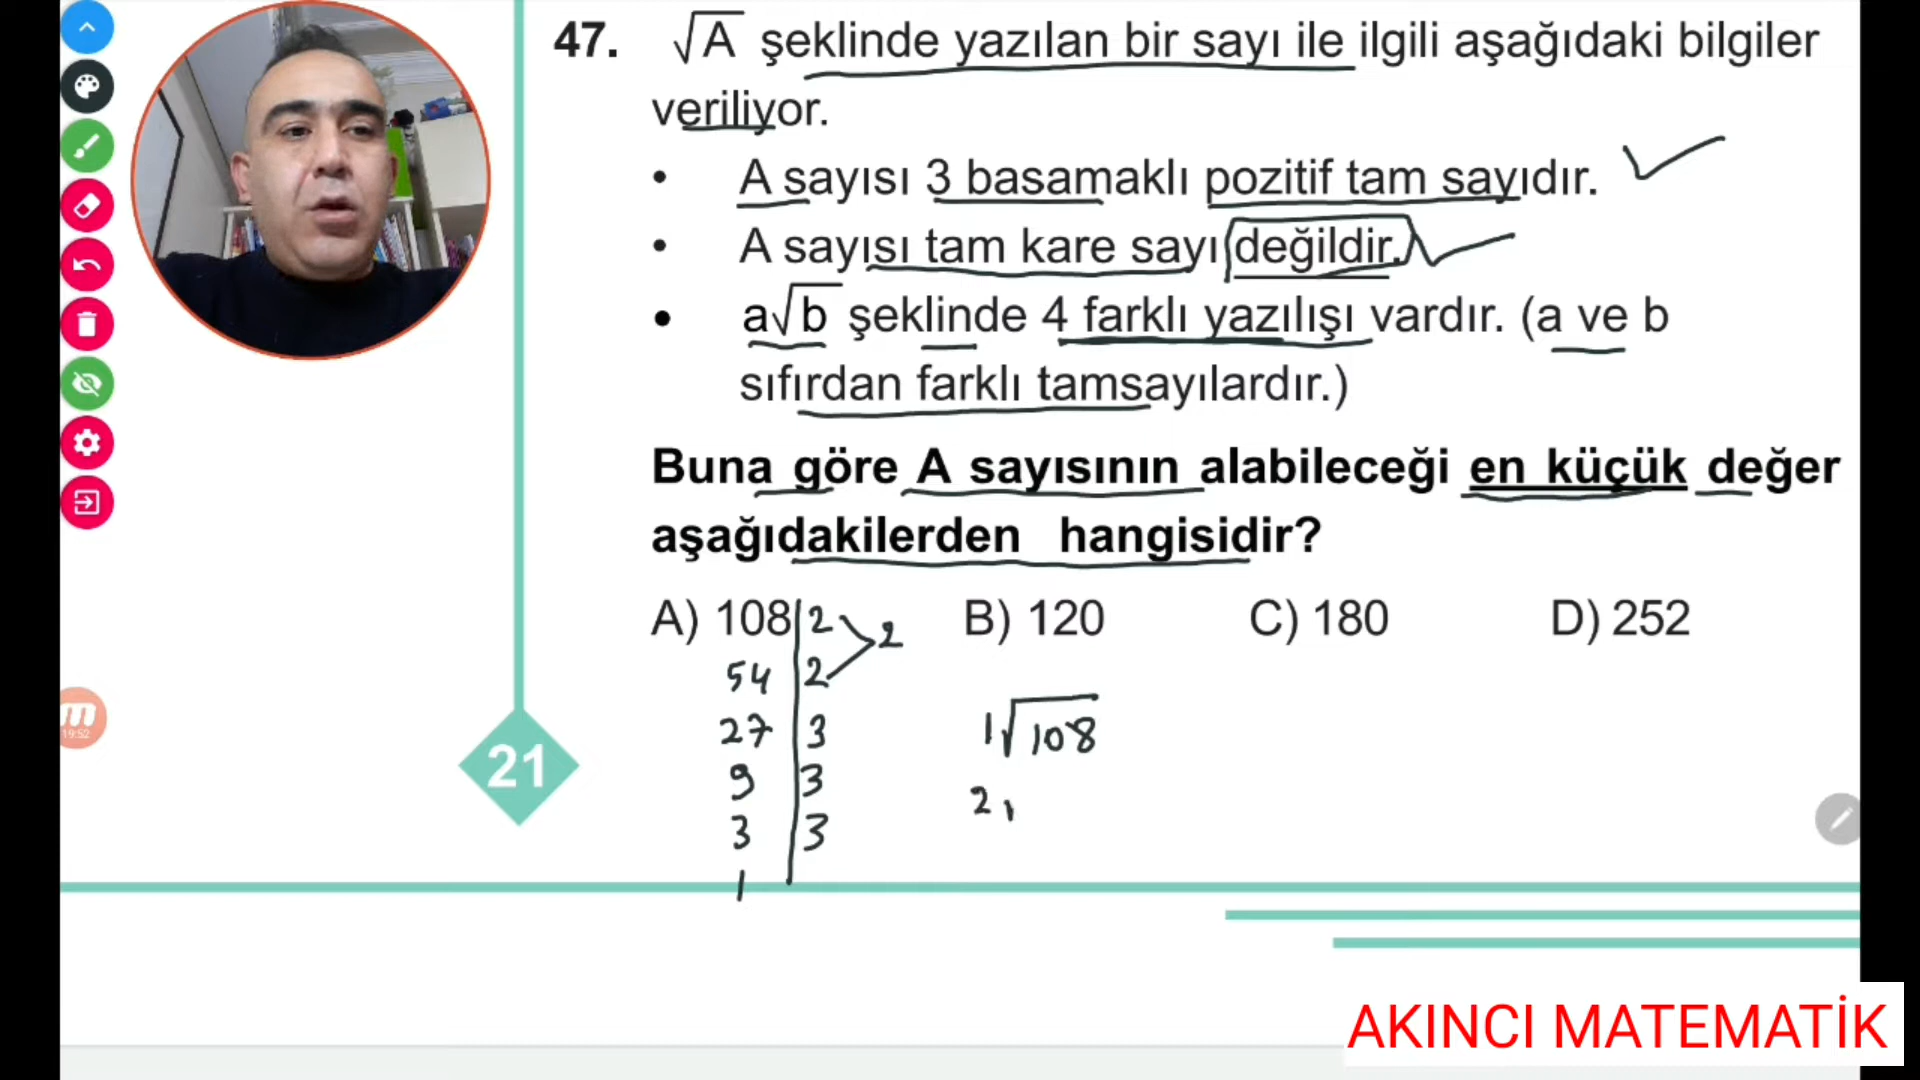 47. √A şeklinde yazılan bir sayı ile ilgili aşağıdaki bilgiler
veriliyor.
• A sayısı 3 basamaklı pozitif tam sayıdır.
• A sayısı tam kare sayı değildir.
• a√b şeklinde 4 farklı yazılışı vardır. (a ve b
sıfırdan farklı tamsayılardır.)
Buna göre A sayısının alabileceği en küçük değer
aşağıdakilerden hangisidir?
A) 108 B) 120 C) 180 D) 252
2
2
54 2
27 3
9 3
3 3
1
1√108
2
21
19:52
AKINCI MATEMATİK